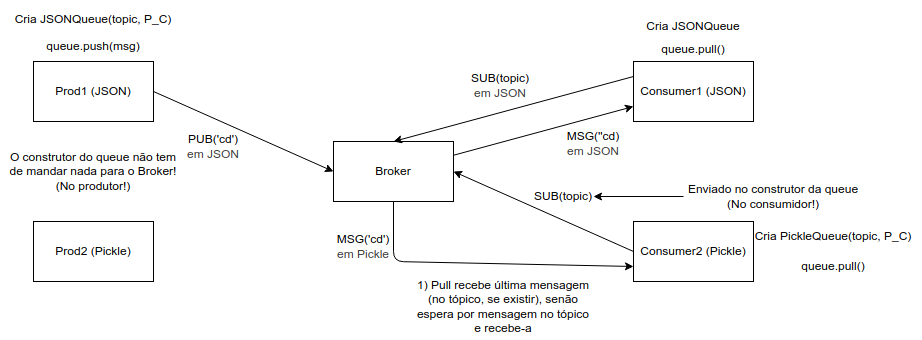 Cria JSONQueue(topic, P_C)
queue.push(msg)
Prod1 (JSON)
PUB('cd')
em JSON
O construtor do queue não tem
de mandar nada para o Broker!
(No produtor!)
Prod2 (Pickle)
Broker
SUB(topic)
em JSON
Cria JSONQueue
queue.pull()
Consumer1 (JSON)
MSG("cd)
em JSON
SUB(topic)
Enviado no construtor da queue
(No consumidor!)
MSG('cd')
em Pickle
Consumer2 (Pickle)
Cria PickleQueue(topic, P_C)
queue.pull()
1) Pull recebe última mensagem
(no tópico, se existir), senão
espera por mensagem no tópico
e recebe-a